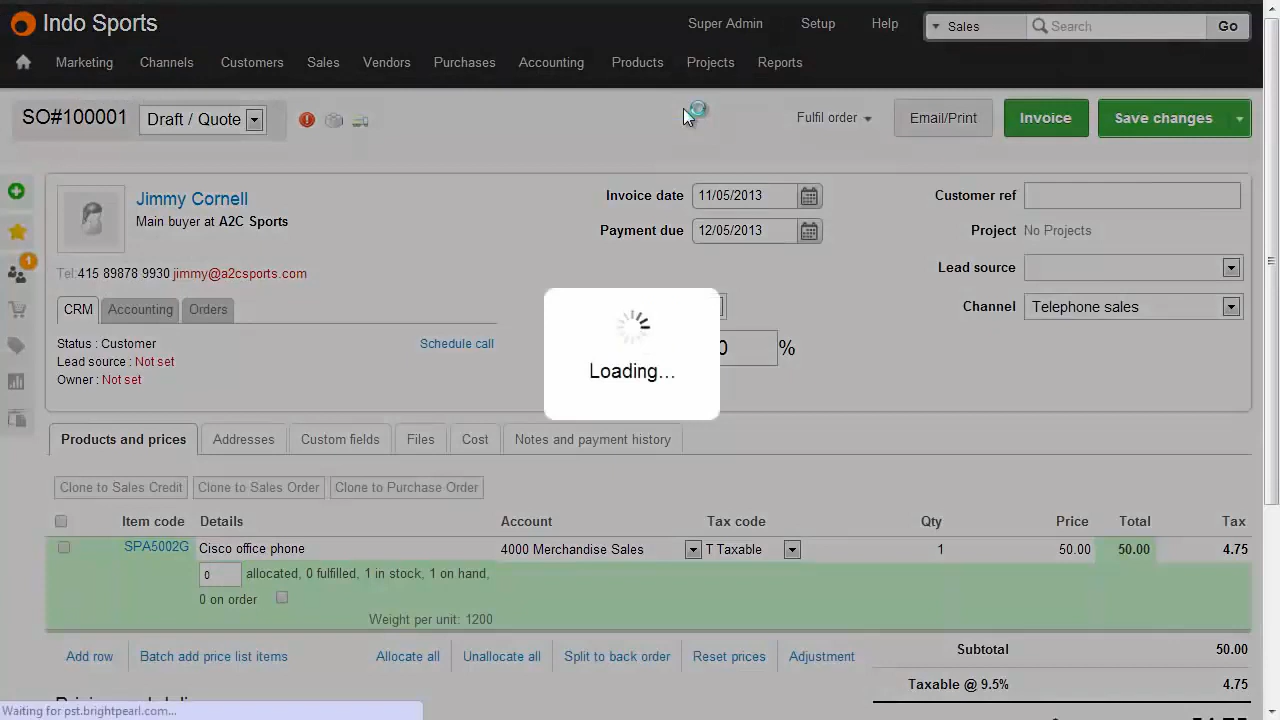 Indo Sports
Super Admin Setup Help Sales Search Go
Marketing Channels Customers Sales Vendors Purchases Accounting Products Projects Reports
SO#100001 Draft / Quote Fulfil order Email/Print Invoice Save changes
Jimmy Cornell
Main buyer at A2C Sports
Tel:415 89878 9930 jimmy@a2csports.com
CRM Accounting Orders
Status : Customer Schedule call
Lead source : Not set
Owner : Not set
Invoice date 11/05/2013
Payment due 12/05/2013
0 %
Customer ref
Project No Projects
Lead source
Channel Telephone sales
1
Loading...
Products and prices Addresses Custom fields Files Cost Notes and payment history
Clone to Sales Credit Clone to Sales Order Clone to Purchase Order
Item code Details Account Tax code Qty Price Total Tax
SPA5002G Cisco office phone 4000 Merchandise Sales T Taxable 1 50.00 50.00 4.75
0 allocated, 0 fulfilled, 1 in stock, 1 on hand,
0 on order
Weight per unit: 1200
Add row Batch add price list items Allocate all Unallocate all Split to back order Reset prices Adjustment
Subtotal 50.00
Taxable @ 9.5% 4.75
Waiting for pst.brightpearl.com...